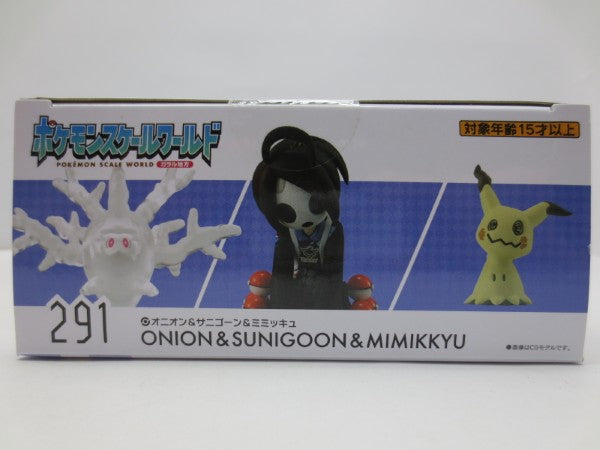 ポケモンスケールワールド
POKÉMON SCALE WORLD ガラル地方
対象年齢15才以上
291
オニオン&サニゴーン&ミミッキュ
ONION&SUNIGOON&MIMIKKYU
●画像はCGモデルです。